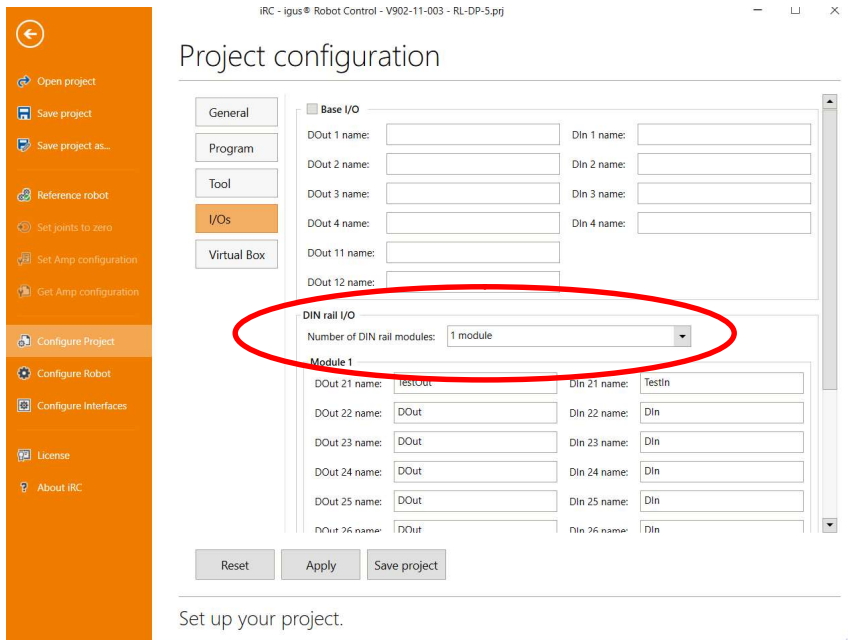 iRC - igus® Robot Control - V902-11-003 - RL-DP-5.prj
Project configuration
Open project
Save project
Save project as...
Reference robot
Set joints to zero
Set Amp configuration
Get Amp configuration
Configure Project
Configure Robot
Configure Interfaces
License
About iRC
General
Program
Tool
I/Os
Virtual Box
Base I/O
DOut 1 name: DIn 1 name:
DOut 2 name: DIn 2 name:
DOut 3 name: DIn 3 name:
DOut 4 name: DIn 4 name:
DOut 11 name:
DOut 12 name:
DIN rail I/O
Number of DIN rail modules: 1 module
Module 1
DOut 21 name: TestOut DIn 21 name: TestIn
DOut 22 name: DOut DIn 22 name: DIn
DOut 23 name: DOut DIn 23 name: DIn
DOut 24 name: DOut DIn 24 name: DIn
DOut 25 name: DOut DIn 25 name: DIn
DOut 26 name: DOut DIn 26 name: DIn
Reset Apply Save project
Set up your project.